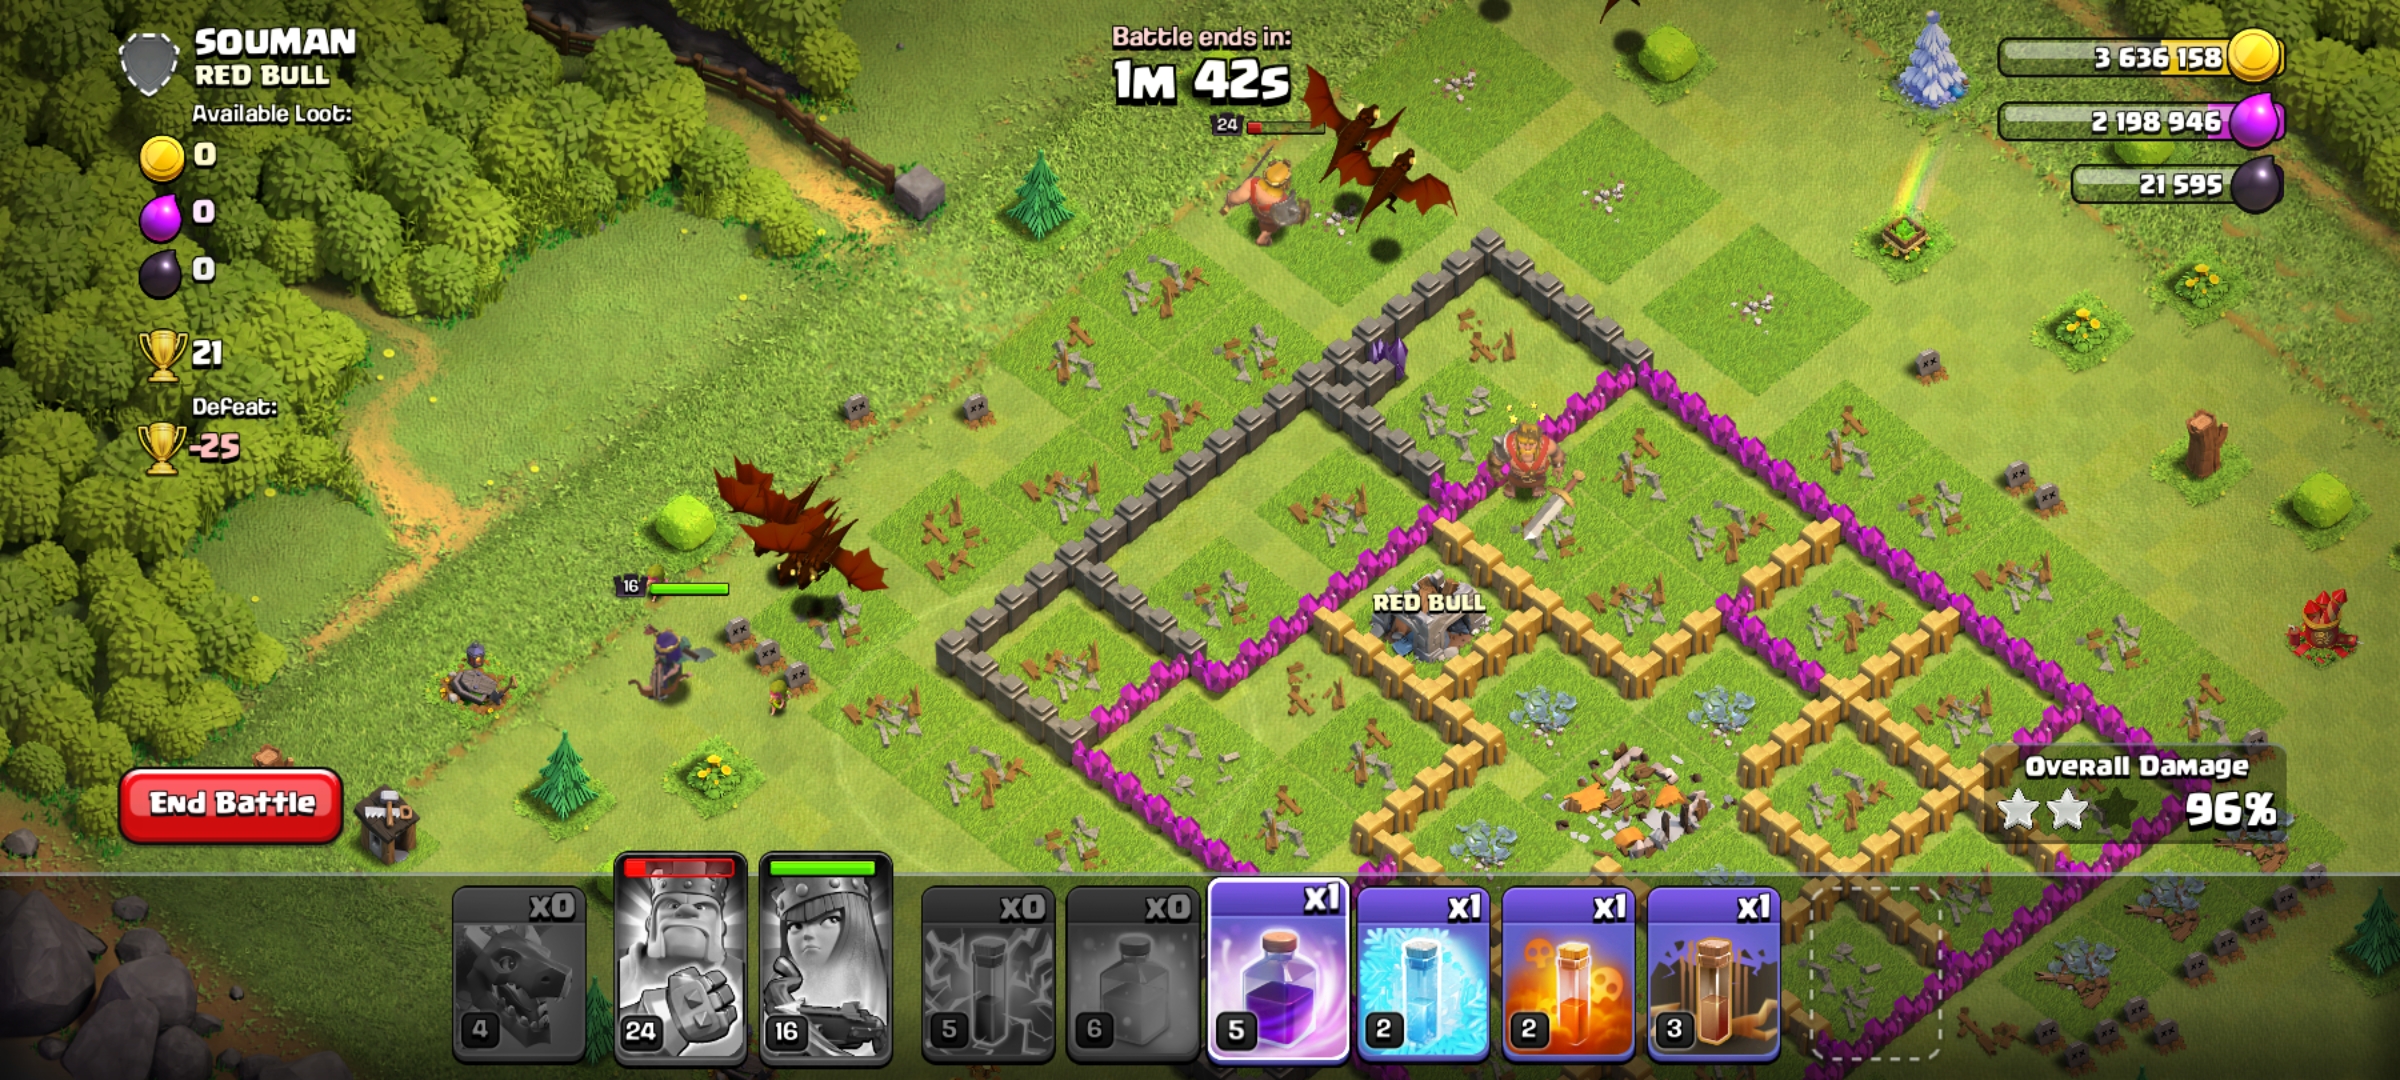 SOUMAN
RED BULL
Available Loot:
0
0
0
21
Defeat:
-25
Battle ends in:
1M 42S
24
3 636 158
2 198 946
21 595
16
RED BULL
End Battle
Overall Damage
96%
x0
4
24
16
x0
5
x0
6
x1
5
x1
2
x1
2
x1
3